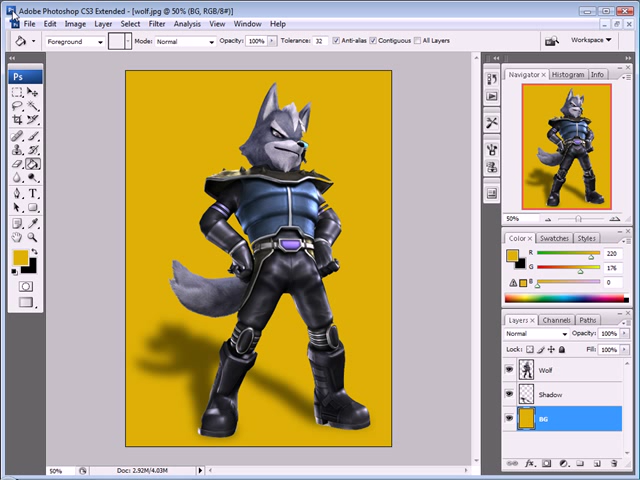 Adobe Photoshop CS3 Extended - [wolf.jpg @ 50% (BG, RGB/8#)]
File Edit Image Layer Select Filter Analysis View Window Help
Foreground Mode: Normal Opacity: 100% Tolerance: 32 Anti-alias Contiguous All Layers Workspace
Ps
Navigator Histogram Info
50%
Color Swatches Styles
R 220
G 176
B 0
Layers Channels Paths
Normal Opacity: 100%
Lock: Fill: 100%
Wolf
Shadow
BG
50% Doc: 2.92M/4.03M